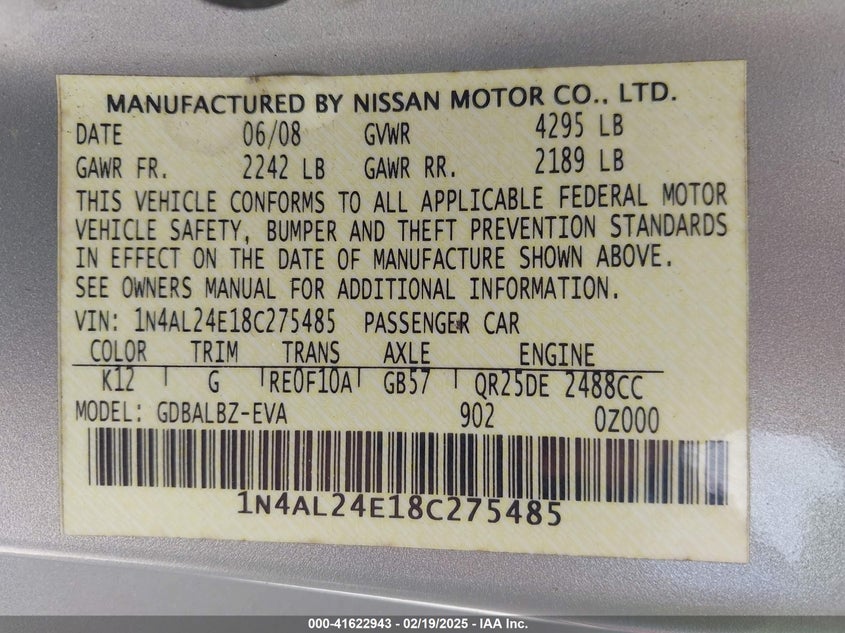 MANUFACTURED BY NISSAN MOTOR CO., LTD.
DATE 06/08 GVWR 4295 LB
GAWR FR. 2242 LB GAWR RR. 2189 LB
THIS VEHICLE CONFORMS TO ALL APPLICABLE FEDERAL MOTOR
VEHICLE SAFETY, BUMPER AND THEFT PREVENTION STANDARDS
IN EFFECT ON THE DATE OF MANUFACTURE SHOWN ABOVE.
SEE OWNERS MANUAL FOR ADDITIONAL INFORMATION.
VIN: 1N4AL24E18C275485 PASSENGER CAR
COLOR TRIM TRANS AXLE ENGINE
K12 G RE0F10A GB57 QR25DE 2488CC
MODEL: GDBALBZ-EVA 902 0Z000
1N4AL24E18C275485
000-41622943 - 02/19/2025 - IAA Inc.